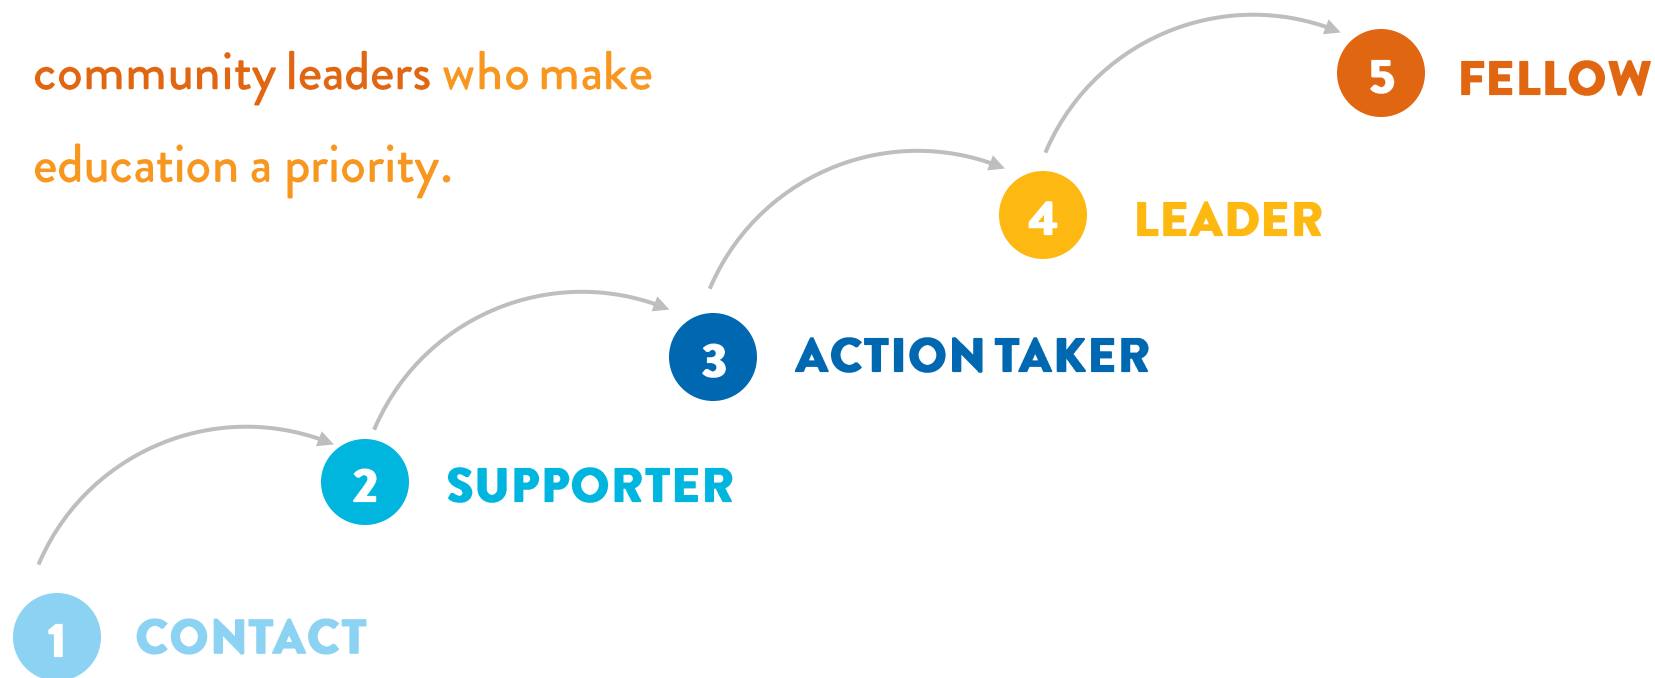 community leaders who make
education a priority.
5 FELLOW
4 LEADER
3 ACTION TAKER
2 SUPPORTER
1 CONTACT